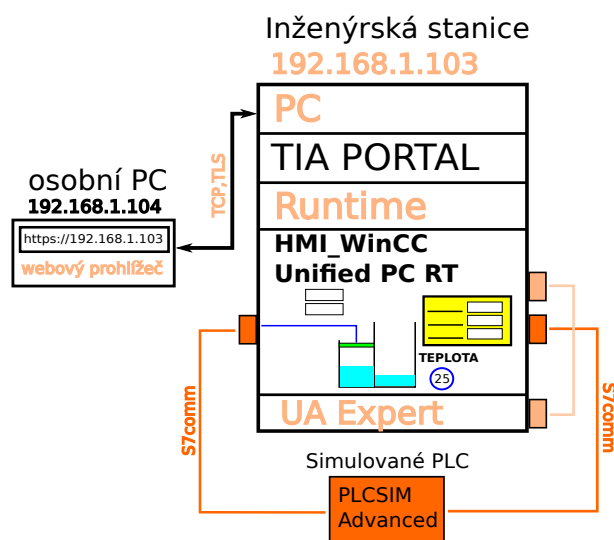 Inženýrská stanice
192.168.1.103
PC
TIA PORTAL
Runtime
HMI_WinCC
Unified PC RT
TEPLOTA
25
UA Expert
osobní PC
192.168.1.104
https://192.168.1.103
webový prohlížeč
TCP,TLS
S7comm
S7comm
Simulované PLC
PLCSIM
Advanced